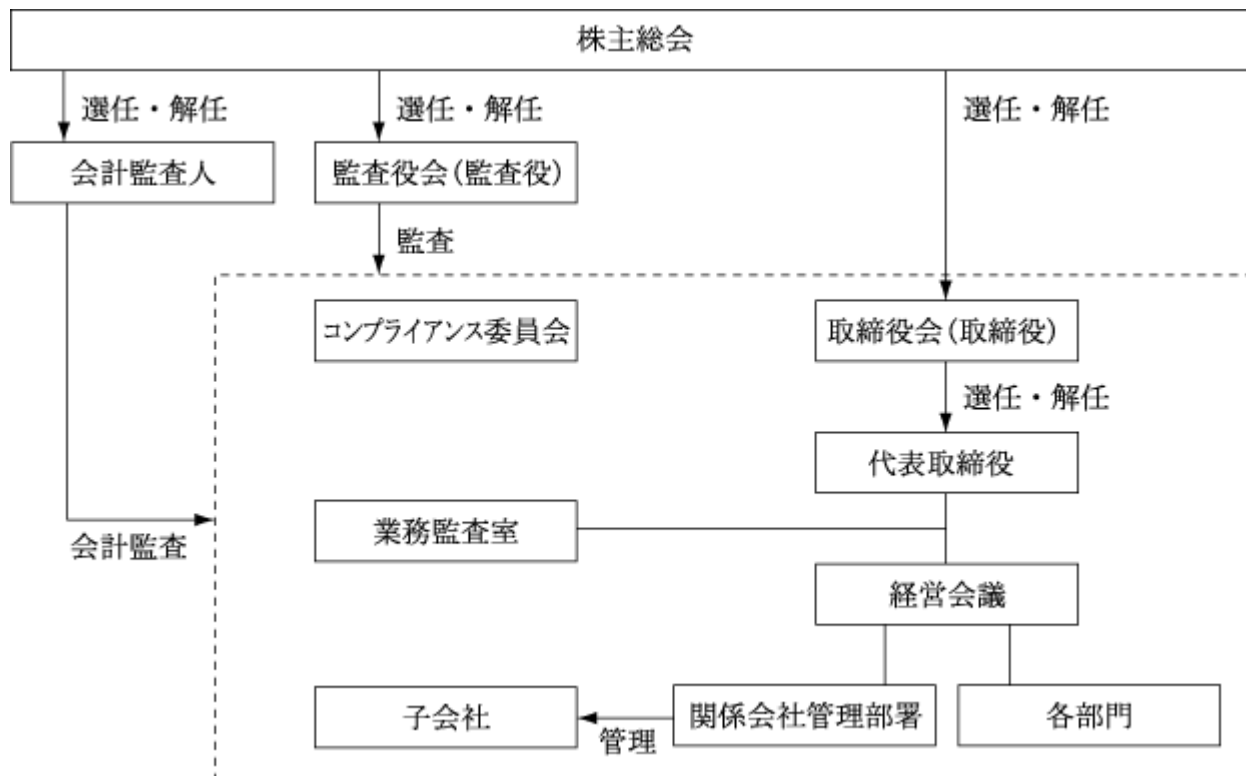 株主総会
選任・解任
選任・解任
選任・解任
会計監査人
監査役会(監査役)
監査
コンプライアンス委員会
取締役会(取締役)
選任・解任
代表取締役
業務監査室
会計監査
経営会議
子会社
管理
関係会社管理部署
各部門